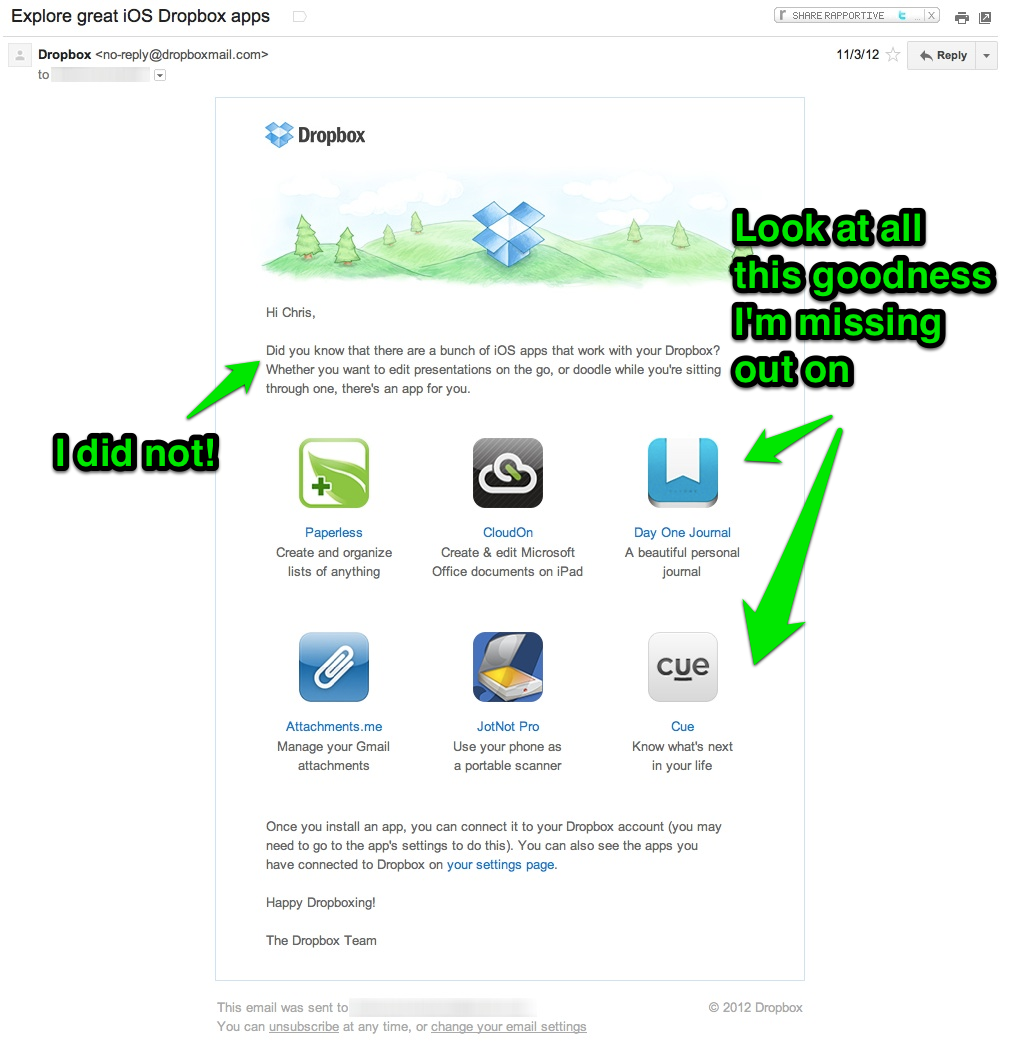 Explore great iOS Dropbox apps
SHARE RAPPORTIVE
Dropbox <no-reply@dropboxmail.com>
11/3/12
Reply
to
Dropbox
Look at all
this goodness
I'm missing
out on
Hi Chris,
Did you know that there are a bunch of iOS apps that work with your Dropbox?
Whether you want to edit presentations on the go, or doodle while you're sitting
through one, there's an app for you.
I did not!
Paperless
Create and organize
lists of anything
CloudOn
Create & edit Microsoft
Office documents on iPad
Day One Journal
A beautiful personal
journal
cue
Attachments.me
Manage your Gmail
attachments
JotNot Pro
Use your phone as
a portable scanner
Cue
Know what's next
in your life
Once you install an app, you can connect it to your Dropbox account (you may
need to go to the app's settings to do this). You can also see the apps you
have connected to Dropbox on your settings page.
Happy Dropboxing!
The Dropbox Team
This email was sent to
© 2012 Dropbox
You can unsubscribe at any time, or change your email settings